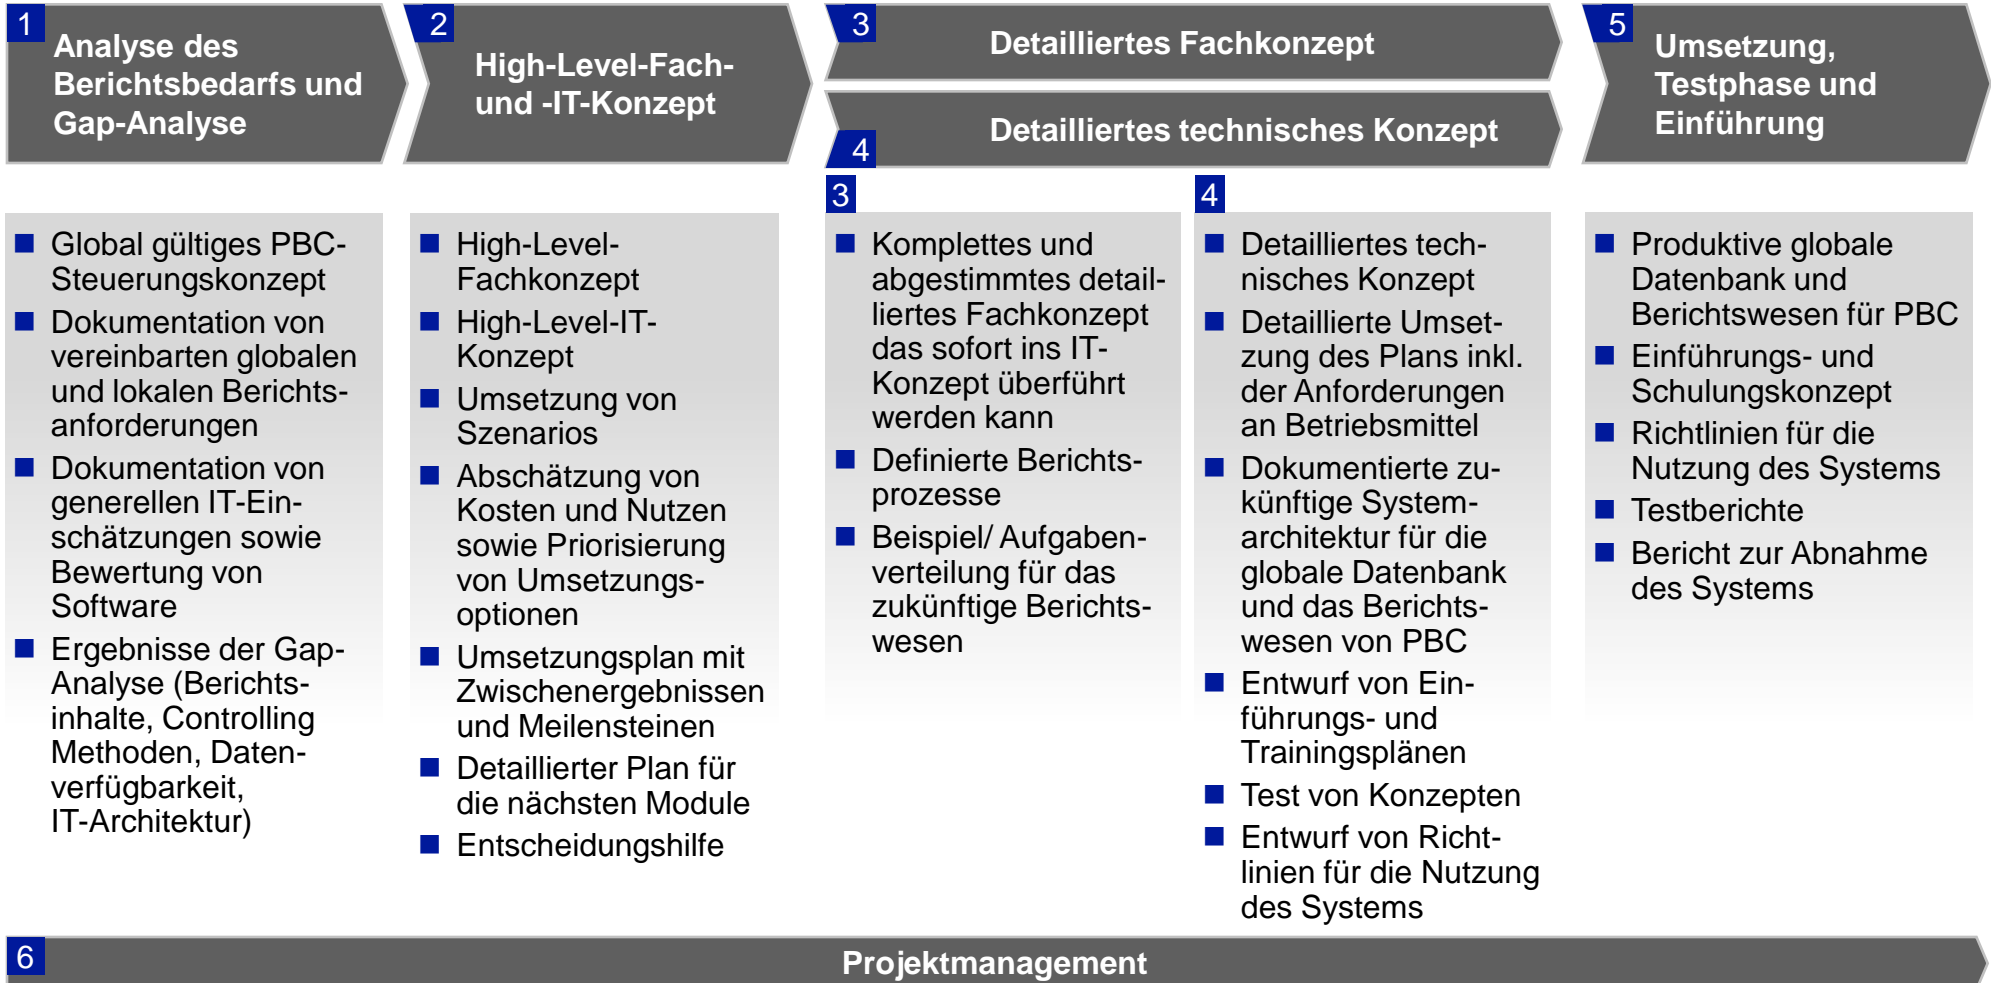 1
Analyse des
Berichtsbedarfs und
Gap-Analyse
2
High-Level-Fach-
und -IT-Konzept
3
Detailliertes Fachkonzept
4
Detailliertes technisches Konzept
5
Umsetzung,
Testphase und
Einführung
Global gültiges PBC-
Steuerungskonzept
Dokumentation von
vereinbarten globalen
und lokalen Berichts-
anforderungen
Dokumentation von
generellen IT-Ein-
schätzungen sowie
Bewertung von
Software
Ergebnisse der Gap-
Analyse (Berichts-
inhalte, Controlling
Methoden, Daten-
verfügbarkeit,
IT-Architektur)
High-Level-
Fachkonzept
High-Level-IT-
Konzept
Umsetzung von
Szenarios
Abschätzung von
Kosten und Nutzen
sowie Priorisierung
von Umsetzungs-
optionen
Umsetzungsplan mit
Zwischenergebnissen
und Meilensteinen
Detaillierter Plan für
die nächsten Module
Entscheidungshilfe
3
Komplettes und
abgestimmtes detail-
liertes Fachkonzept
das sofort ins IT-
Konzept überführt
werden kann
Definierte Berichts-
prozesse
Beispiel/ Aufgaben-
verteilung für das
zukünftige Berichts-
wesen
4
Detailliertes tech-
nisches Konzept
Detaillierte Umset-
zung des Plans inkl.
der Anforderungen
an Betriebsmittel
Dokumentierte zu-
künftige System-
architektur für die
globale Datenbank
und das Berichts-
wesen von PBC
Entwurf von Ein-
führungs- und
Trainingsplänen
Test von Konzepten
Entwurf von Richt-
linien für die Nutzung
des Systems
Produktive globale
Datenbank und
Berichtswesen für PBC
Einführungs- und
Schulungskonzept
Richtlinien für die
Nutzung des Systems
Testberichte
Bericht zur Abnahme
des Systems
6
Projektmanagement